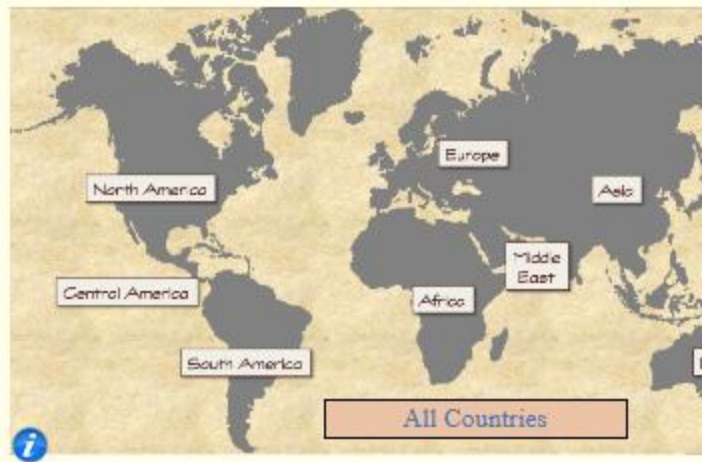 Europe
North America
Asia
Middle
East
Central America
Africa
South America
All Countries
i